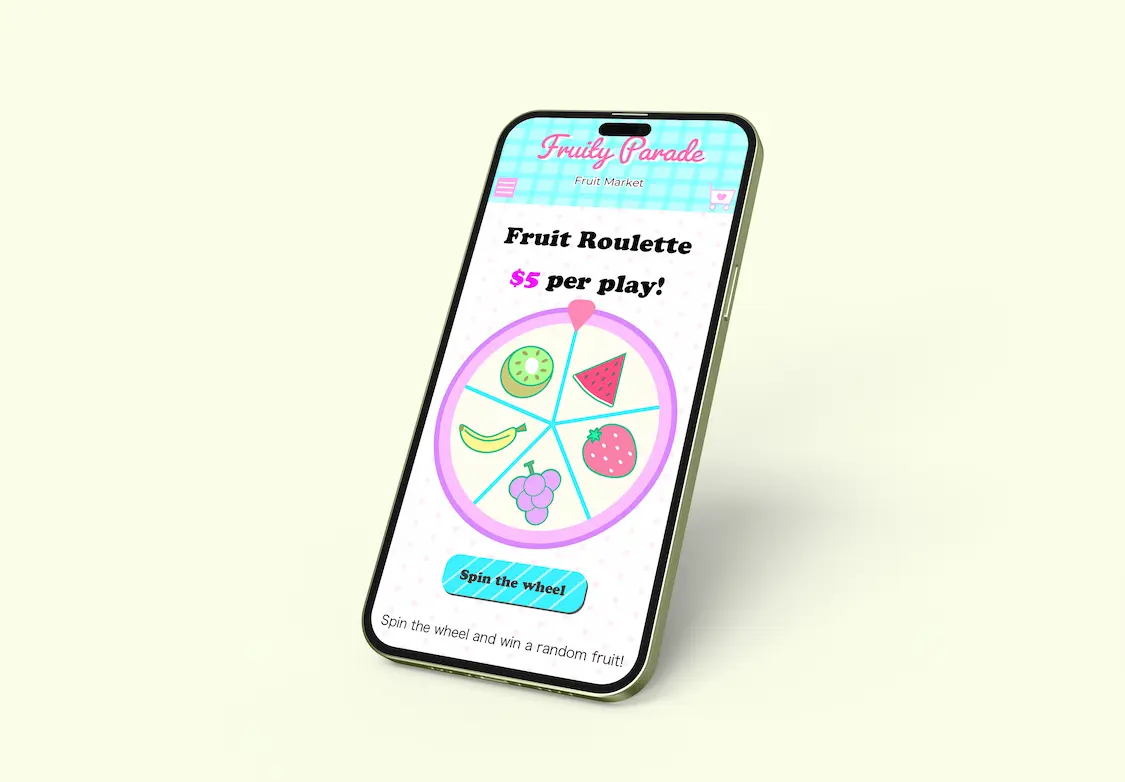 Fruity Parade
Fruit Market
Fruit Roulette
$5 per play!
Spin the wheel
Spin the wheel and win a random fruit!